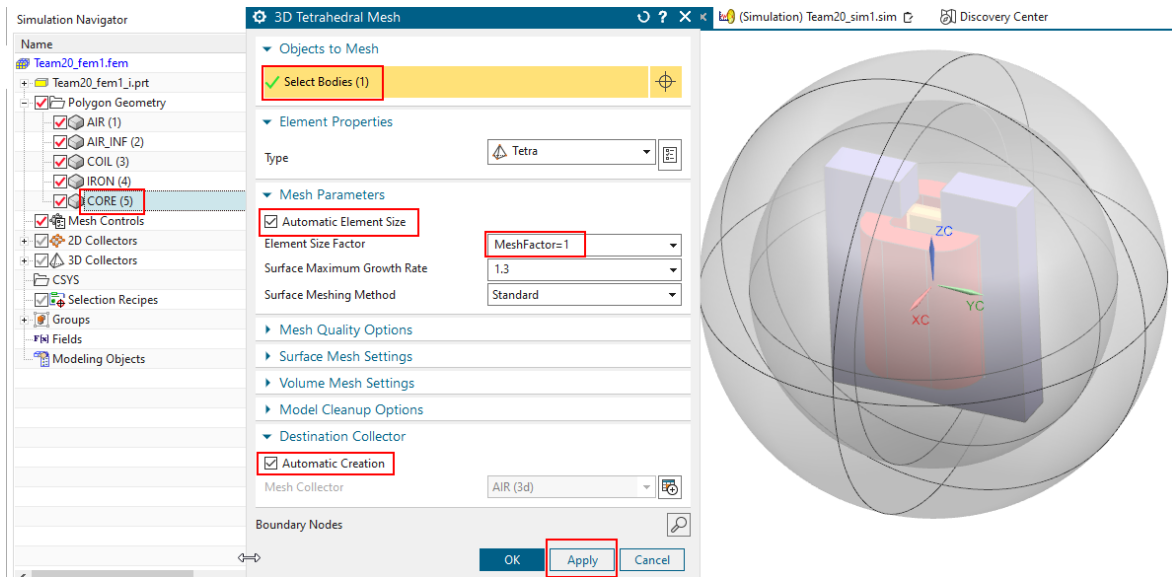 Simulation Navigator
Name
Team20_fem1.fem
Team20_fem1_i.prt
Polygon Geometry
AIR (1)
AIR_INF (2)
COIL (3)
IRON (4)
CORE (5)
Mesh Controls
2D Collectors
3D Collectors
CSYS
Selection Recipes
Groups
Fields
Modeling Objects
3D Tetrahedral Mesh
Objects to Mesh
Select Bodies (1)
Element Properties
Type Tetra
Mesh Parameters
Automatic Element Size
Element Size Factor MeshFactor=1
Surface Maximum Growth Rate 1.3
Surface Meshing Method Standard
Mesh Quality Options
Surface Mesh Settings
Volume Mesh Settings
Model Cleanup Options
Destination Collector
Automatic Creation
Mesh Collector AIR (3d)
Boundary Nodes
OK Apply Cancel
(Simulation) Team20_sim1.sim Discovery Center
ZC
YC
XC